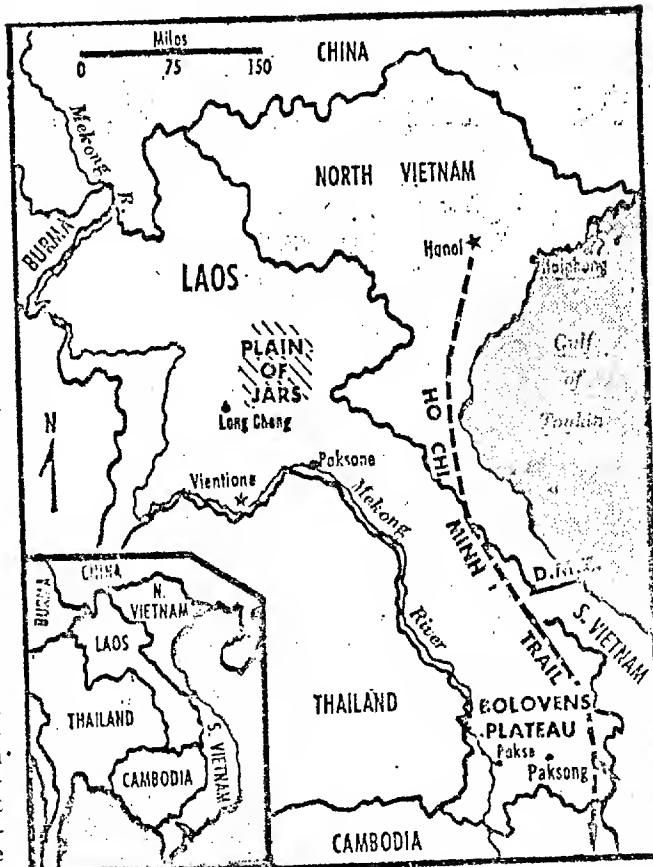 Miles
0 75 150
CHINA
Mekong
R.
NORTH VIETNAM
BURMA
Hanoi
Haiphong
LAOS
Gulf
of
Tonkin
PLAIN
OF
JARS
Long Cheng
N
HO CHI MINH TRAIL
Vientiane
Paksane
Mekong
River
D.M.Z.
S. VIETNAM
THAILAND
BOLOVENS
PLATEAU
Pakse
Paksong
CAMBODIA
CHINA
BURMA
N.
VIETNAM
LAOS
THAILAND
S. VIETNAM
CAMBODIA